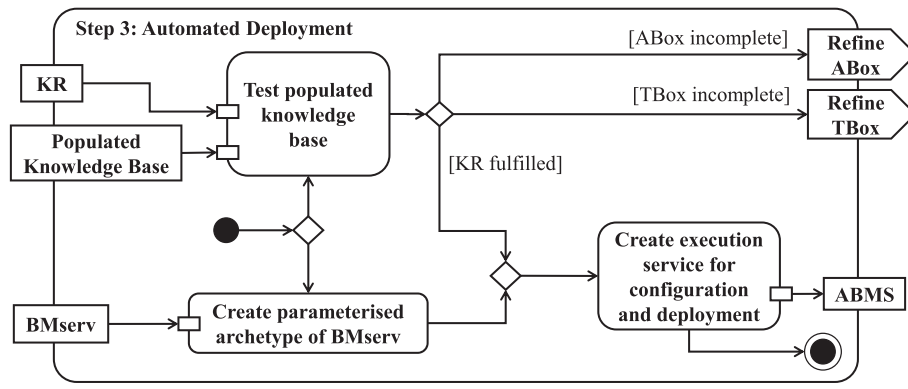 Step 3: Automated Deployment
[ABox incomplete]
Refine
ABox
KR
Test populated
knowledge
base
[TBox incomplete]
Refine
TBox
Populated
Knowledge Base
[KR fulfilled]
Create execution
service for
configuration
and deployment
ABMS
BMserv
Create parameterised
archetype of BMserv